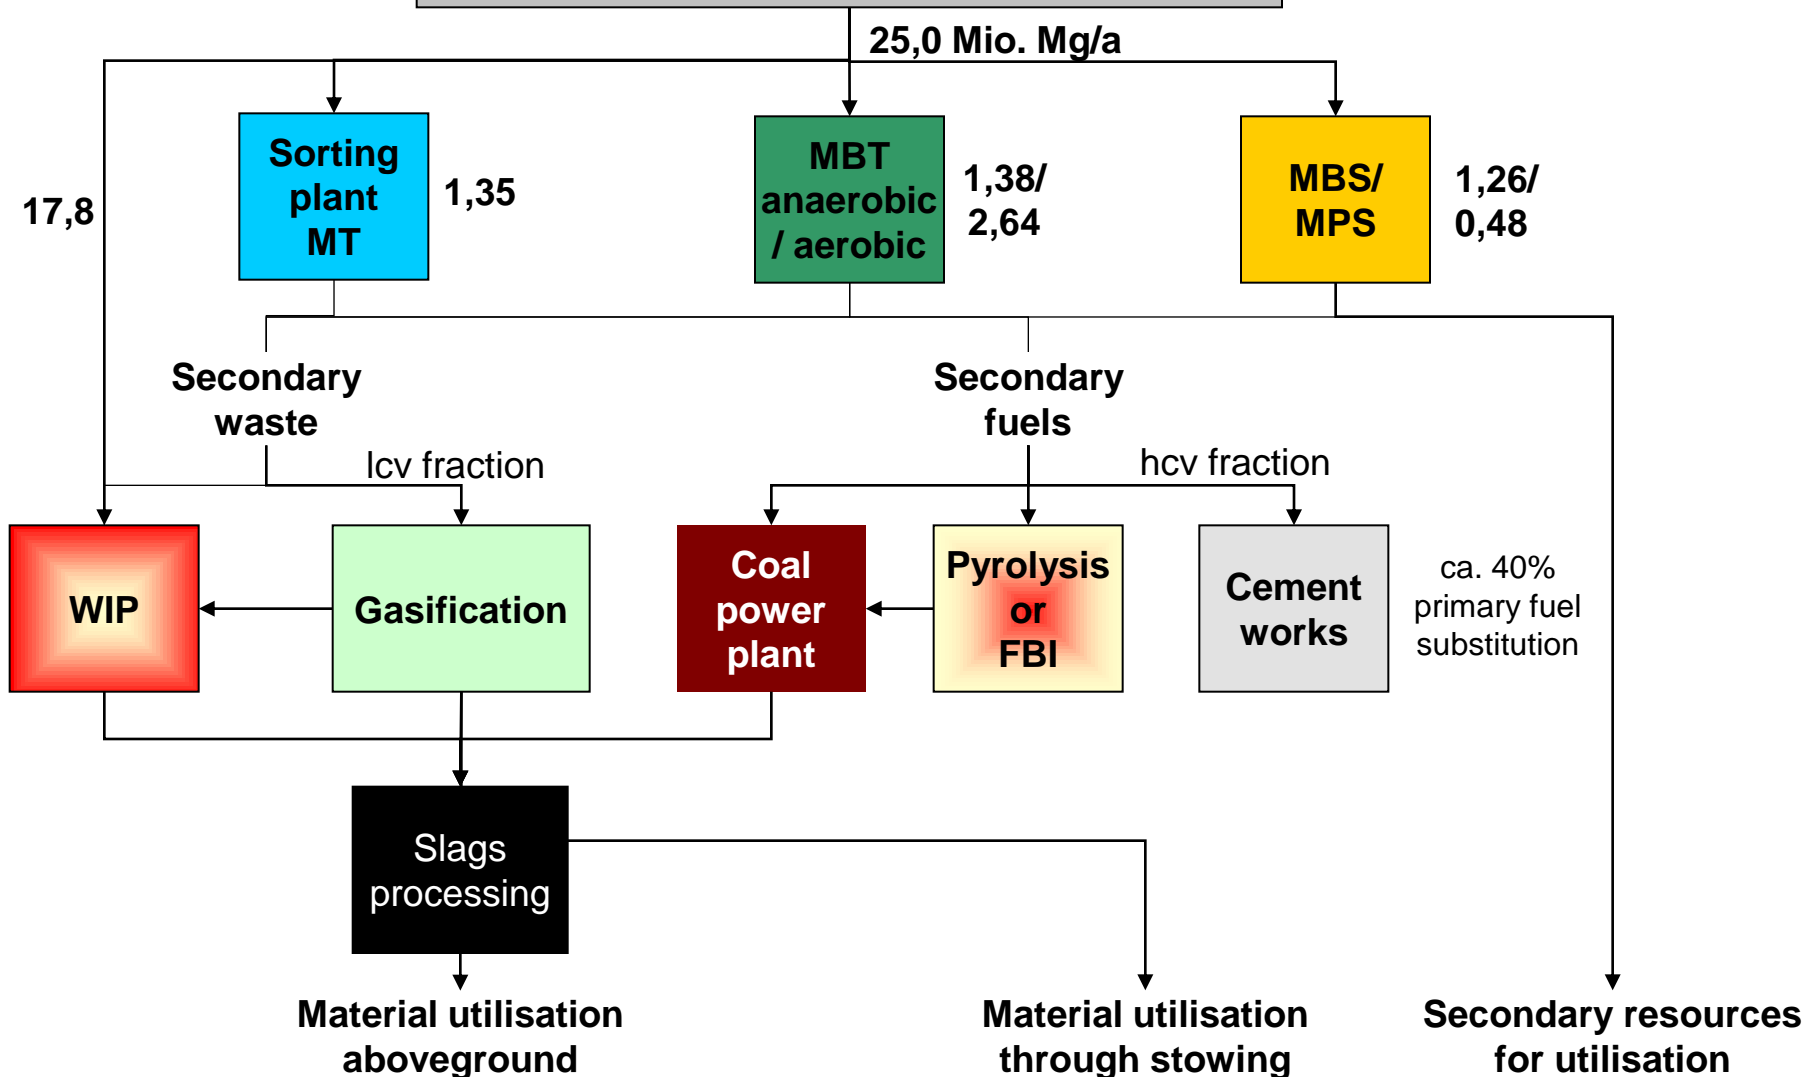 25,0 Mio. Mg/a
17,8
Sorting
plant
MT
1,35
MBT
anaerobic
/ aerobic
1,38/
2,64
MBS/
MPS
1,26/
0,48
Secondary
waste
Secondary
fuels
lcv fraction
hcv fraction
WIP
Gasification
Coal
power
plant
Pyrolysis
or
FBI
Cement
works
ca. 40%
primary fuel
substitution
Slags
processing
Material utilisation
aboveground
Material utilisation
through stowing
Secondary resources
for utilisation